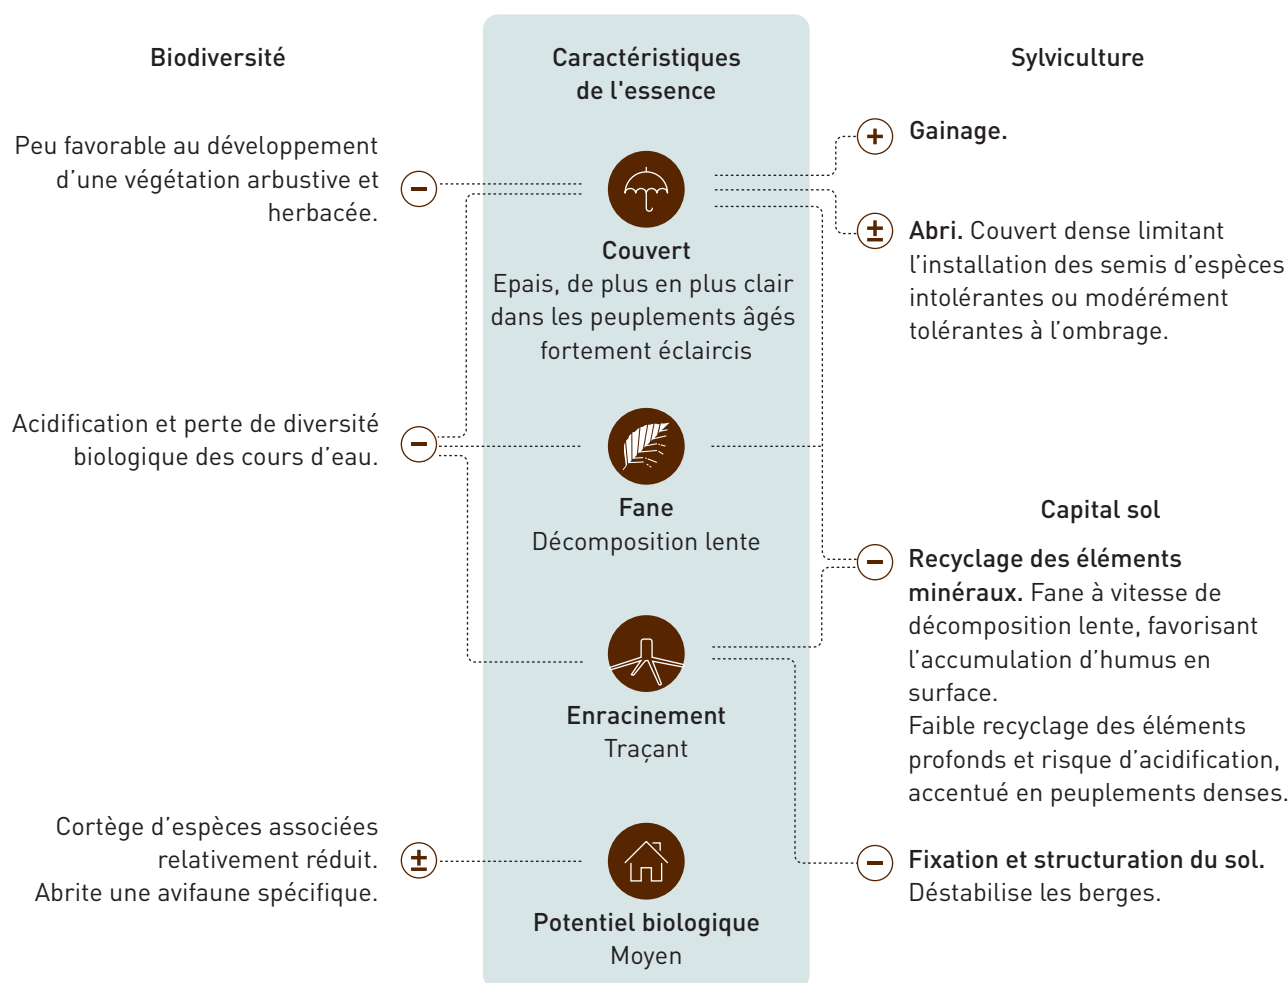 Biodiversité
Peu favorable au développement
d’une végétation arbustive et
herbacée.
Acidification et perte de diversité
biologique des cours d’eau.
Cortège d’espèces associées
relativement réduit.
Abrite une avifaune spécifique.
Caractéristiques
de l'essence
Couvert
Epais, de plus en plus clair
dans les peuplements âgés
fortement éclaircis
Fane
Décomposition lente
Enracinement
Traçant
Potentiel biologique
Moyen
Sylviculture
Gainage.
Abri. Couvert dense limitant
l’installation des semis d’espèces
intolérantes ou modérément
tolérantes à l’ombrage.
Capital sol
Recyclage des éléments
minéraux. Fane à vitesse de
décomposition lente, favorisant
l’accumulation d’humus en
surface.
Faible recyclage des éléments
profonds et risque d’acidification,
accentué en peuplements denses.
Fixation et structuration du sol.
Déstabilise les berges.